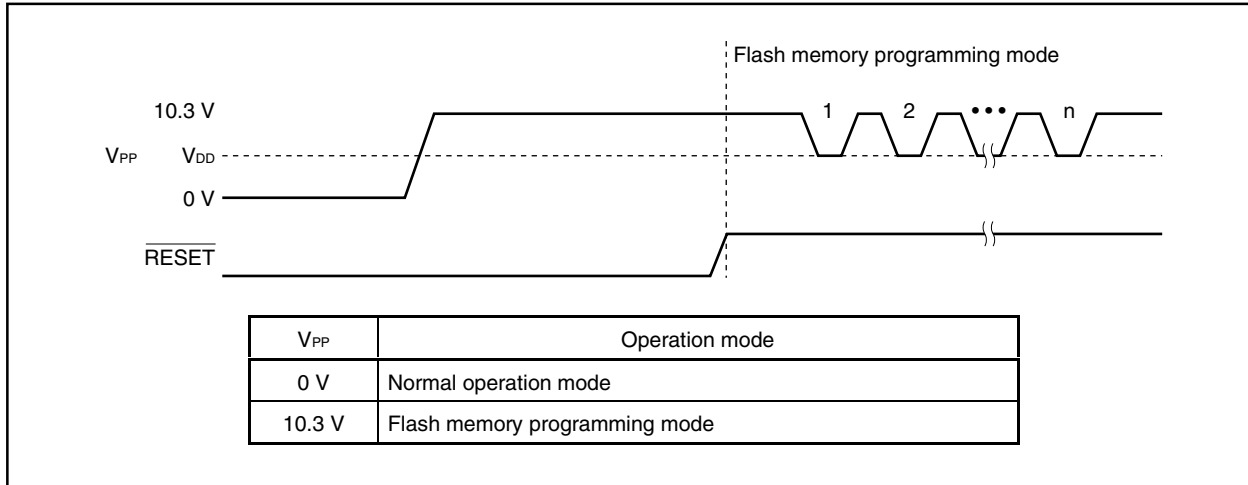 Flash memory programming mode
10.3 V
1 2 ••• n
VPP VDD
0 V
RESET
VPP Operation mode
0 V Normal operation mode
10.3 V Flash memory programming mode